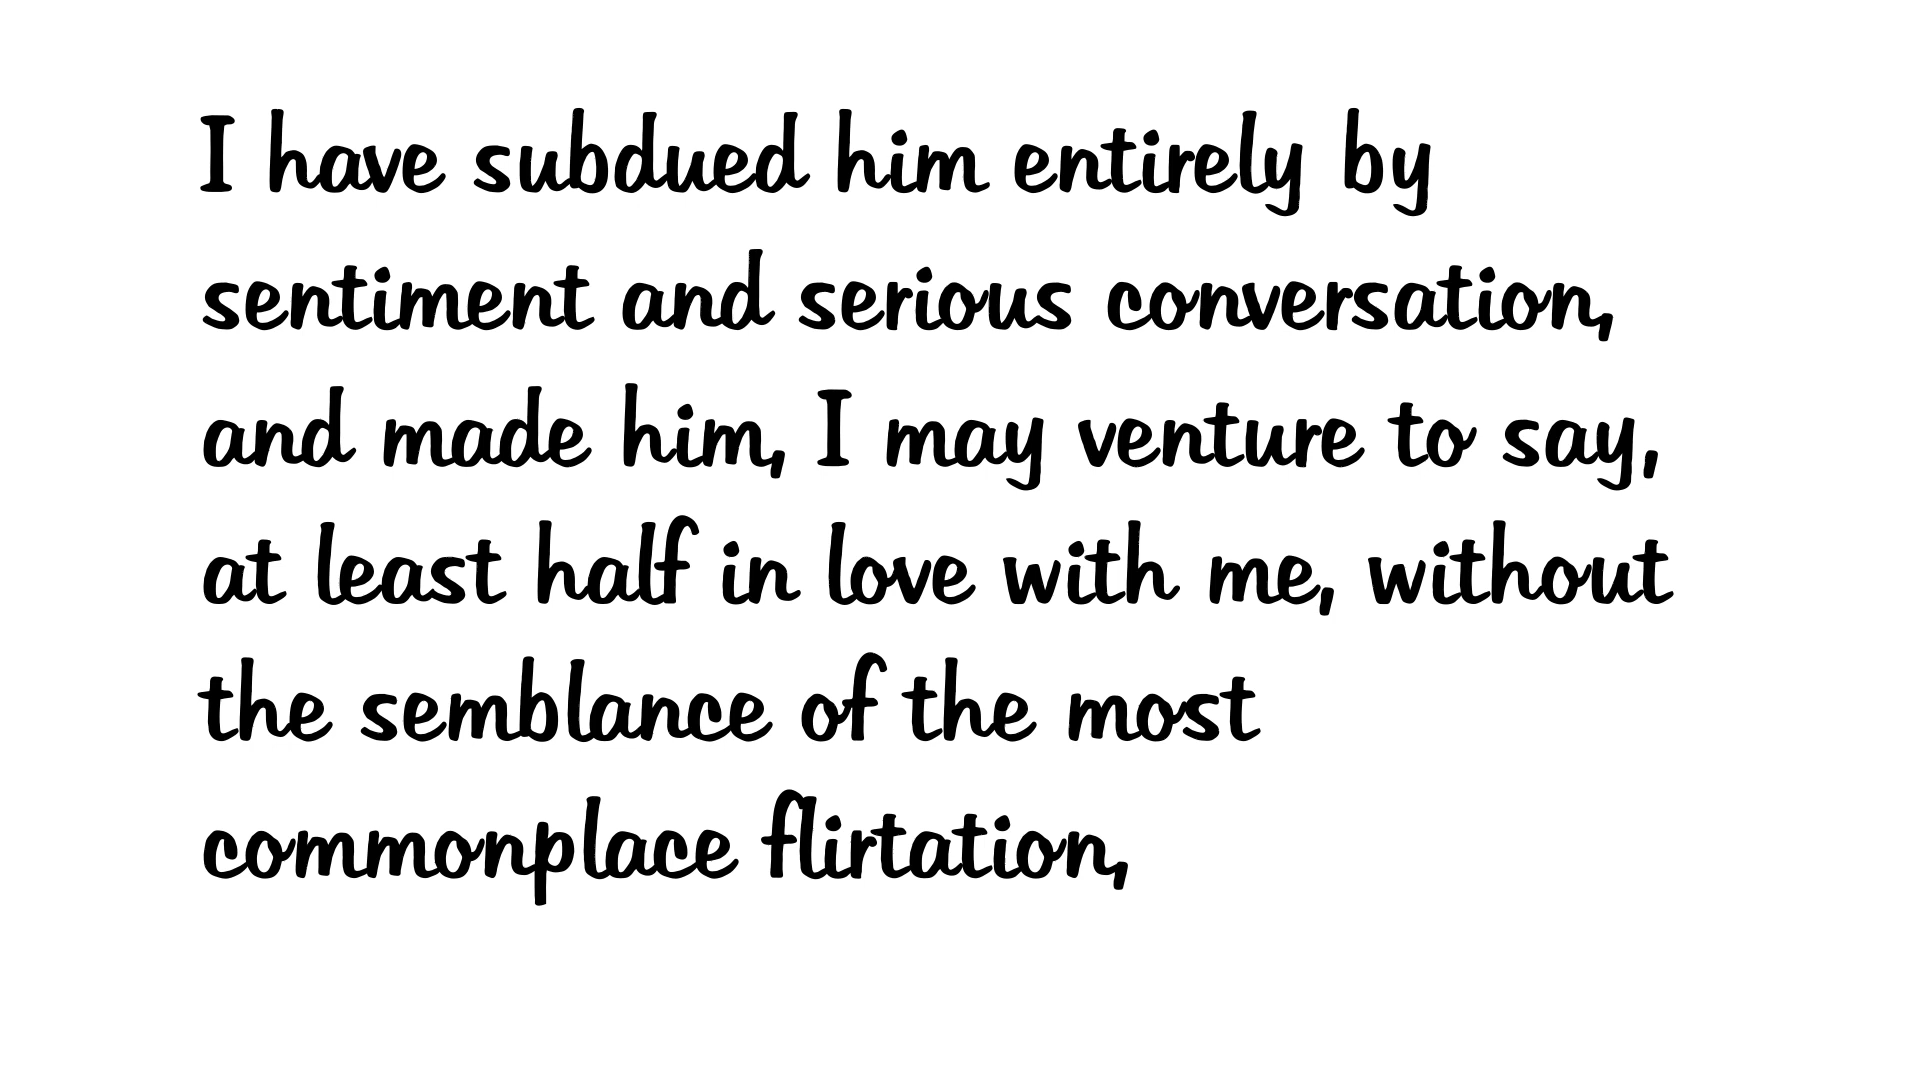 I have subdued him entirely by
sentiment and serious conversation,
and made him, I may venture to say,
at least half in love with me, without
the semblance of the most
commonplace flirtation,